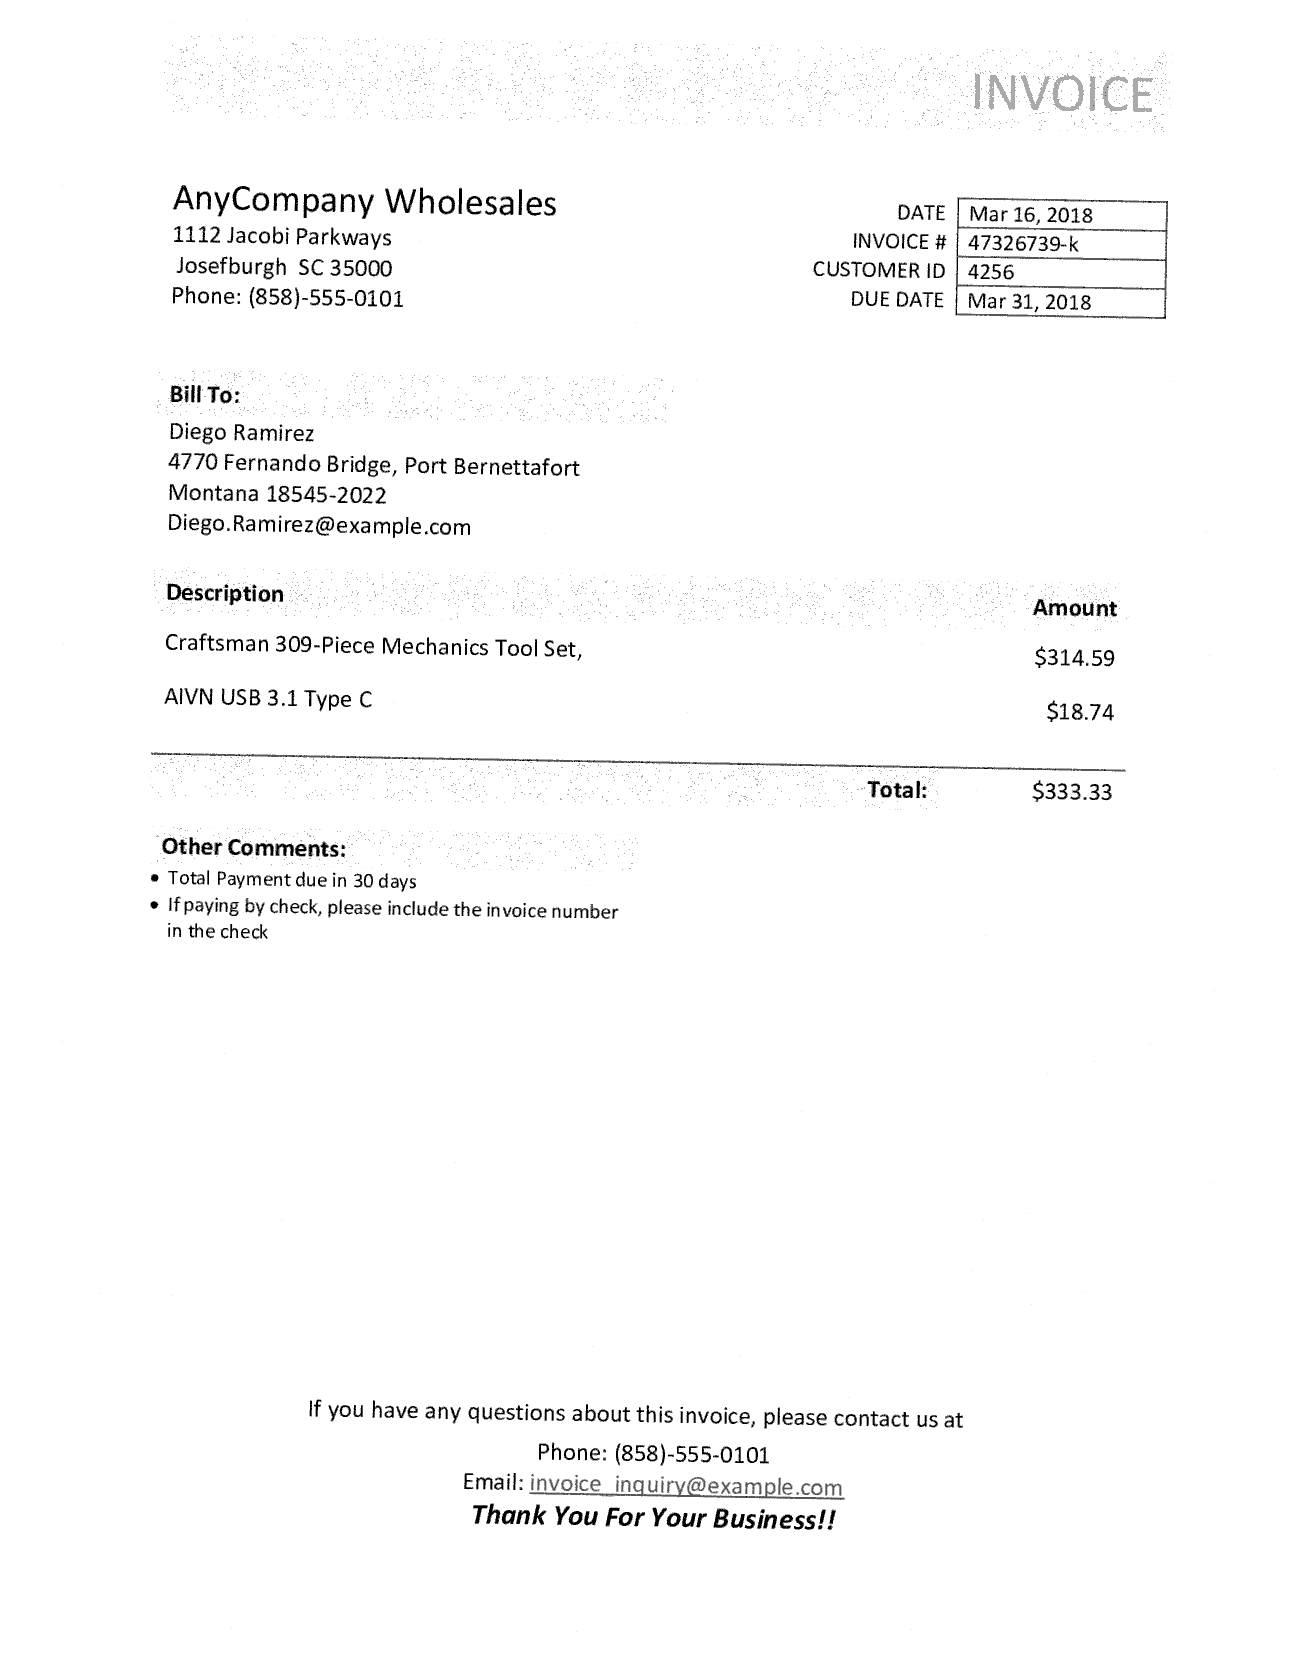 INVOICE
AnyCompany Wholesales
1112 Jacobi Parkways
Josefburgh SC 35000
Phone: (858)-555-0101
DATE Mar 16, 2018
INVOICE # 47326739-k
CUSTOMER ID 4256
DUE DATE Mar 31, 2018
Bill To:
Diego Ramirez
4770 Fernando Bridge, Port Bernettafort
Montana 18545-2022
Diego.Ramirez@example.com
Description Amount
Craftsman 309-Piece Mechanics Tool Set, $314.59
AIVN USB 3.1 Type C $18.74
Total: $333.33
Other Comments:
• Total Payment due in 30 days
• If paying by check, please include the invoice number
in the check
If you have any questions about this invoice, please contact us at
Phone: (858)-555-0101
Email: invoice_inquiry@example.com
Thank You For Your Business!!